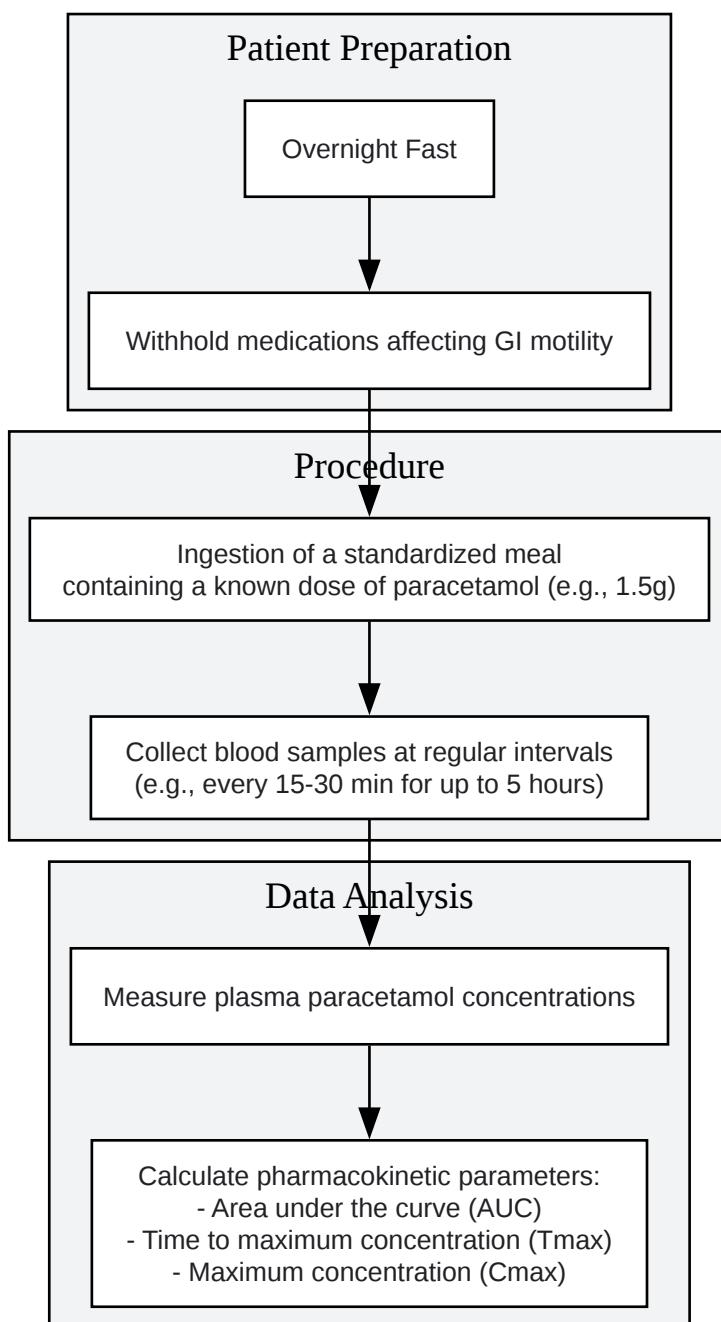 Patient Preparation
Overnight Fast
Withhold medications affecting GI motility
Procedure
Ingestion of a standardized meal
containing a known dose of paracetamol (e.g., 1.5g)
Collect blood samples at regular intervals
(e.g., every 15-30 min for up to 5 hours)
Data Analysis
Measure plasma paracetamol concentrations
Calculate pharmacokinetic parameters:
- Area under the curve (AUC)
- Time to maximum concentration (Tmax)
- Maximum concentration (Cmax)